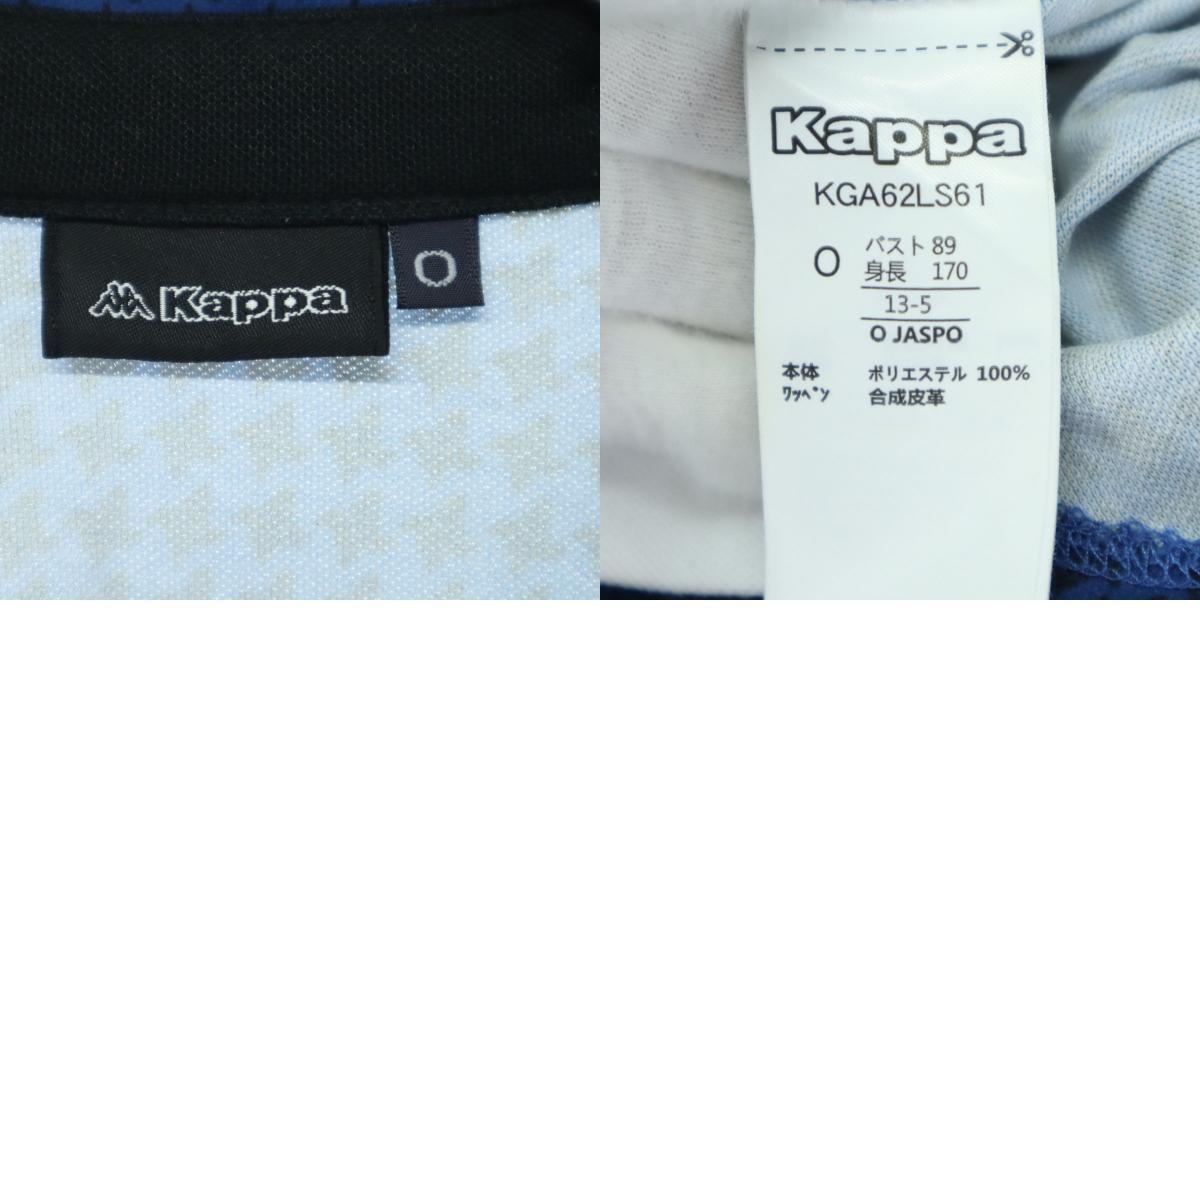 Kappa
O
Kappa
KGA62LS61
O
バスト 89
身長 170
13-5
O JASPO
本体 ポリエステル 100%
ﾜｯﾍﾟﾝ 合成皮革